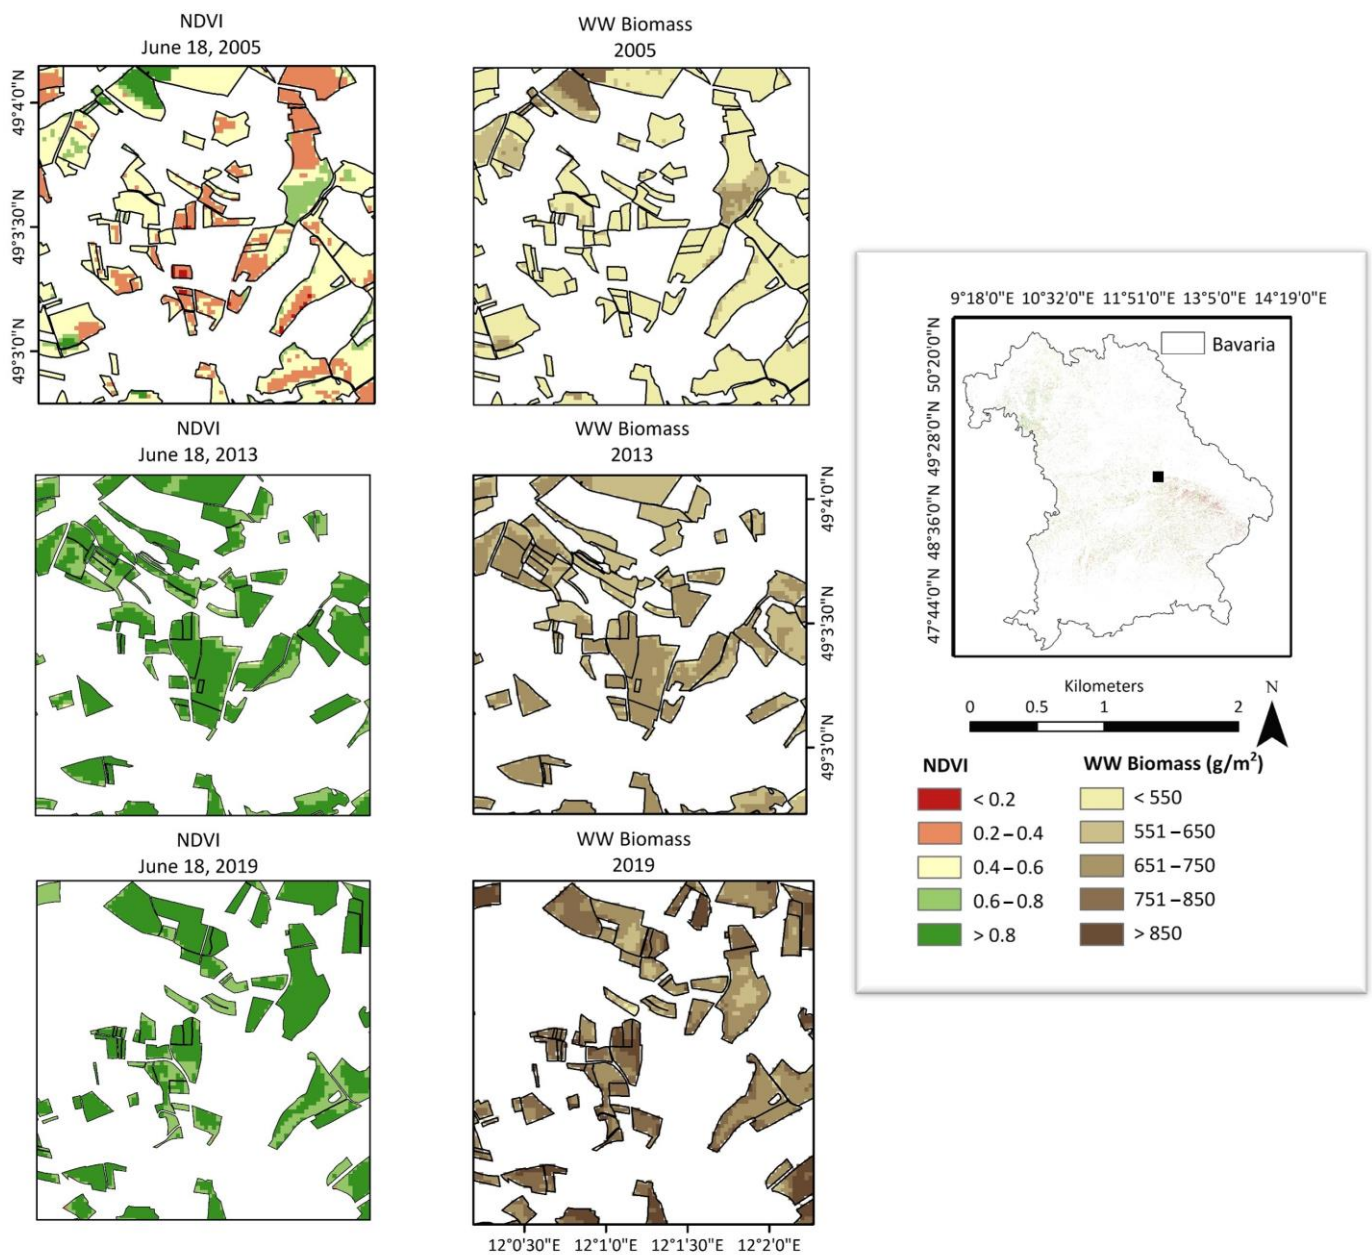 NDVI
June 18, 2005
WW Biomass
2005
49°4'0"N
49°3'30"N
49°3'0"N
NDVI
June 18, 2013
WW Biomass
2013
49°4'0"N
49°3'30"N
49°3'0"N
NDVI
June 18, 2019
WW Biomass
2019
12°0'30"E 12°1'0"E 12°1'30"E 12°2'0"E
9°18'0"E 10°32'0"E 11°51'0"E 13°5'0"E 14°19'0"E
50°20'0"N
49°28'0"N
48°36'0"N
47°44'0"N
Bavaria
Kilometers
0 0.5 1 2
N
NDVI
< 0.2
0.2 – 0.4
0.4 – 0.6
0.6 – 0.8
> 0.8
WW Biomass (g/m²)
< 550
551 – 650
651 – 750
751 – 850
> 850